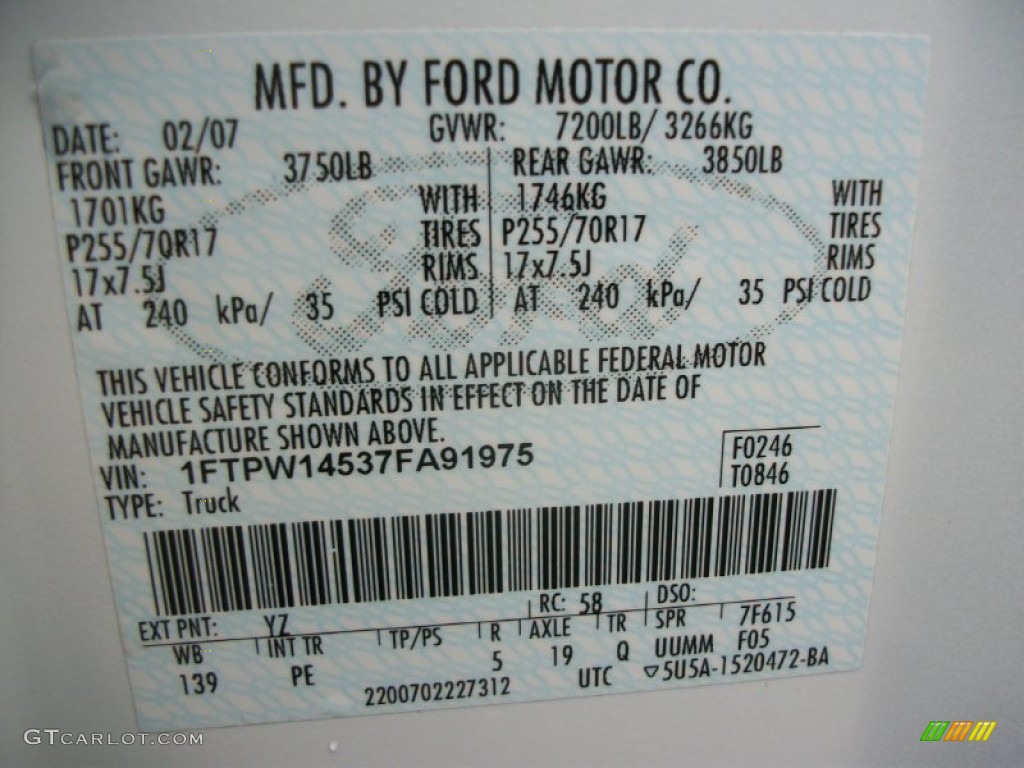 MFD. BY FORD MOTOR CO.
DATE: 02/07 GVWR: 7200LB/ 3266KG
FRONT GAWR: 3750LB REAR GAWR: 3850LB
1701KG WITH 1746KG WITH
P255/70R17 TIRES P255/70R17 TIRES
17x7.5J RIMS 17x7.5J RIMS
AT 240 kPa/ 35 PSI COLD AT 240 kPa/ 35 PSI COLD
Ford
THIS VEHICLE CONFORMS TO ALL APPLICABLE FEDERAL MOTOR
VEHICLE SAFETY STANDARDS IN EFFECT ON THE DATE OF
MANUFACTURE SHOWN ABOVE.
VIN: 1FTPW14537FA91975 F0246
TYPE: Truck T0846
EXT PNT: YZ RC: 58 DSO:
WB INT TR TP/PS R AXLE TR SPR 7F615
139 PE 5 19 Q UUMM F05
2200702227312 UTC ▽5U5A-1520472-BA
GTCARLOT.COM